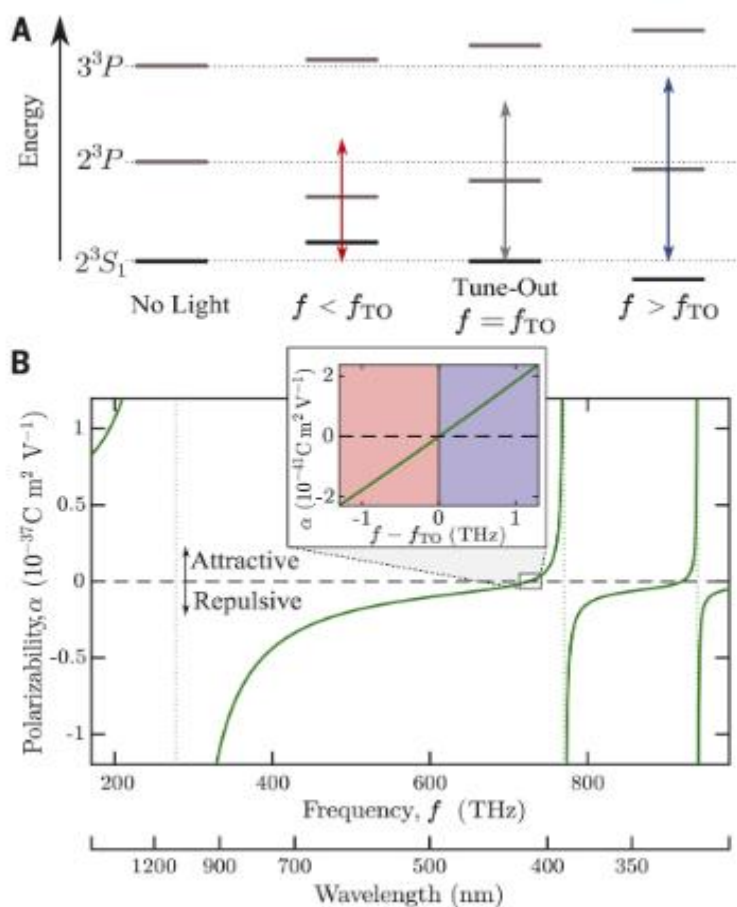 A
Energy
3³P
2³P
2³S₁
No Light
f < f_TO
Tune-Out
f = f_TO
f > f_TO
B
Polarizability, α (10⁻³⁷C m² V⁻¹)
1
0.5
0
-0.5
-1
Attractive
Repulsive
α (10⁻⁴¹C m² V⁻¹)
2
0
-2
-1 0 1
f − f_TO (THz)
200 400 600 800
Frequency, f (THz)
1200 900 700 500 400 350
Wavelength (nm)